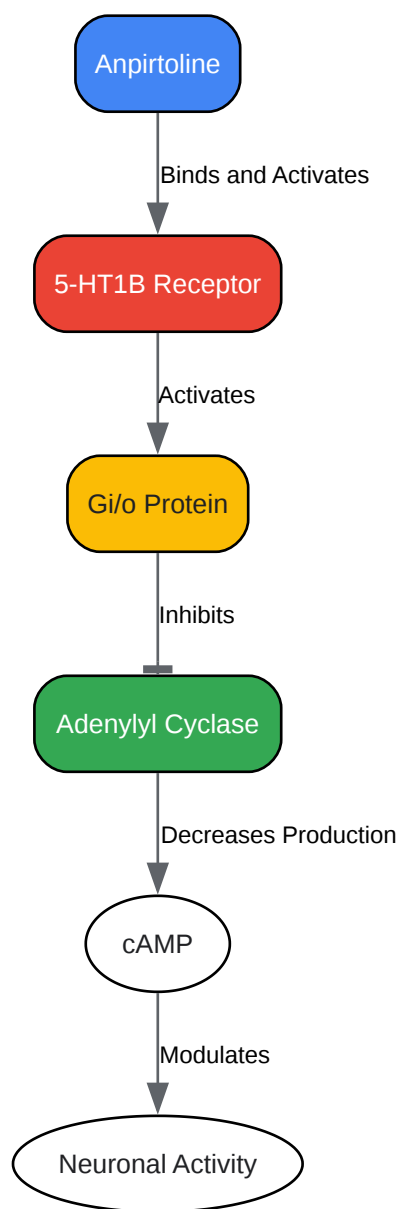 Anpirtoline
Binds and Activates
5-HT1B Receptor
Activates
Gi/o Protein
Inhibits
Adenylyl Cyclase
Decreases Production
cAMP
Modulates
Neuronal Activity